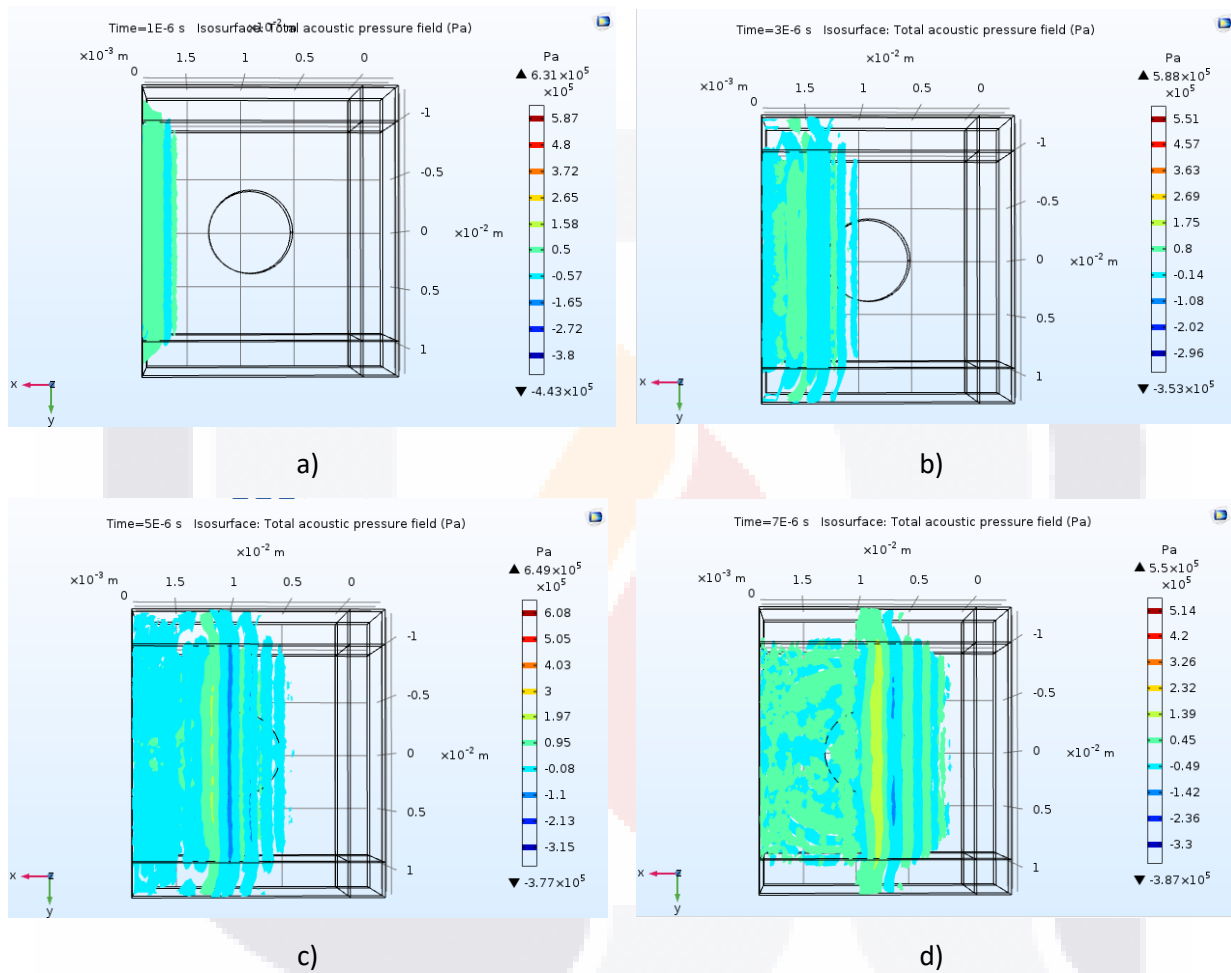 Time=1E-6 s Isosurface: Total acoustic pressure field (Pa)
×10⁻² m
×10⁻³ m
0 1.5 1 0.5 0
Pa
▲ 6.31×10⁵
×10⁵
5.87
4.8
3.72
2.65
1.58
0.5
-0.57
-1.65
-2.72
-3.8
▼ -4.43×10⁵
-1
-0.5
0 ×10⁻² m
0.5
1
x z
y
a)
Time=3E-6 s Isosurface: Total acoustic pressure field (Pa)
×10⁻² m
×10⁻³ m
0 1.5 1 0.5 0
Pa
▲ 5.88×10⁵
×10⁵
5.51
4.57
3.63
2.69
1.75
0.8
-0.14
-1.08
-2.02
-2.96
▼ -3.53×10⁵
-1
-0.5
0 ×10⁻² m
0.5
1
x z
y
b)
Time=5E-6 s Isosurface: Total acoustic pressure field (Pa)
×10⁻² m
×10⁻³ m
0 1.5 1 0.5 0
Pa
▲ 6.49×10⁵
×10⁵
6.08
5.05
4.03
3
1.97
0.95
-0.08
-1.1
-2.13
-3.15
▼ -3.77×10⁵
-1
-0.5
0 ×10⁻² m
0.5
1
x z
y
c)
Time=7E-6 s Isosurface: Total acoustic pressure field (Pa)
×10⁻² m
×10⁻³ m
0 1.5 1 0.5 0
Pa
▲ 5.5×10⁵
×10⁵
5.14
4.2
3.26
2.32
1.39
0.45
-0.49
-1.42
-2.36
-3.3
▼ -3.87×10⁵
-1
-0.5
0 ×10⁻² m
0.5
1
x z
y
d)